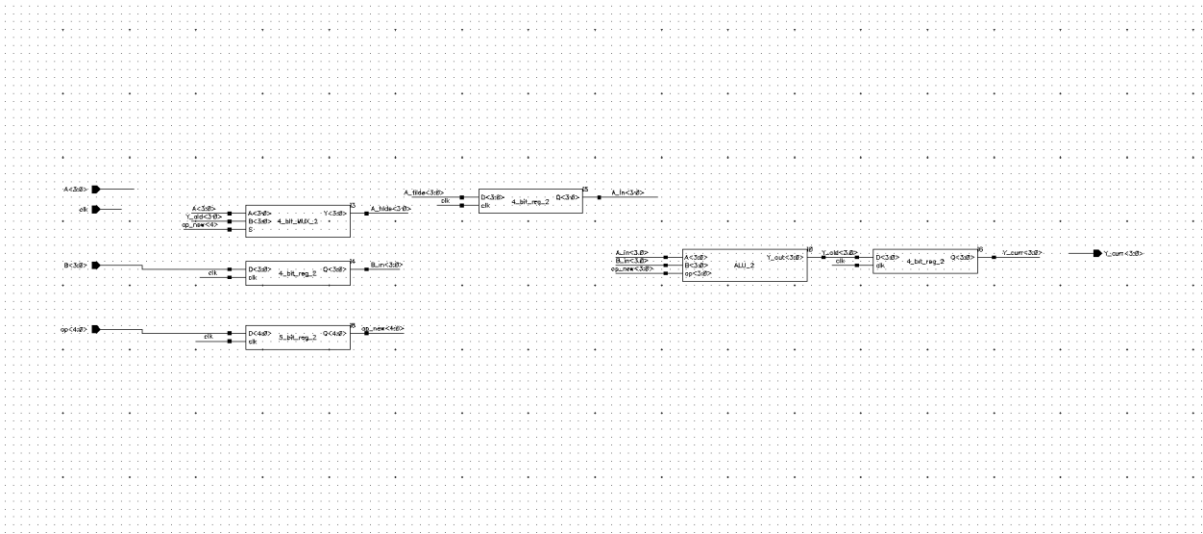 A<3:0>
clk
A<3:0>
Y_old<3:0>
op_new<4>
A<3:0>
B<3:0>
S
Y<3:0>
4_bit_MUX_2
A_tilde<3:0>
A_tilde<3:0>
clk
D<3:0>
clk
Q<3:0>
4_bit_reg_2
A_in<3:0>
B<3:0>
clk
D<3:0>
clk
Q<3:0>
4_bit_reg_2
B_in<3:0>
A_in<3:0>
B_in<3:0>
op_new<3:0>
A<3:0>
B<3:0>
op<3:0>
Y_out<3:0>
ALU_2
Y_old<3:0>
clk
D<3:0>
clk
Q<3:0>
4_bit_reg_2
Y_curr<3:0>
Y_curr<3:0>
op<4:0>
clk
D<4:0>
clk
Q<4:0>
5_bit_reg_2
op_new<4:0>